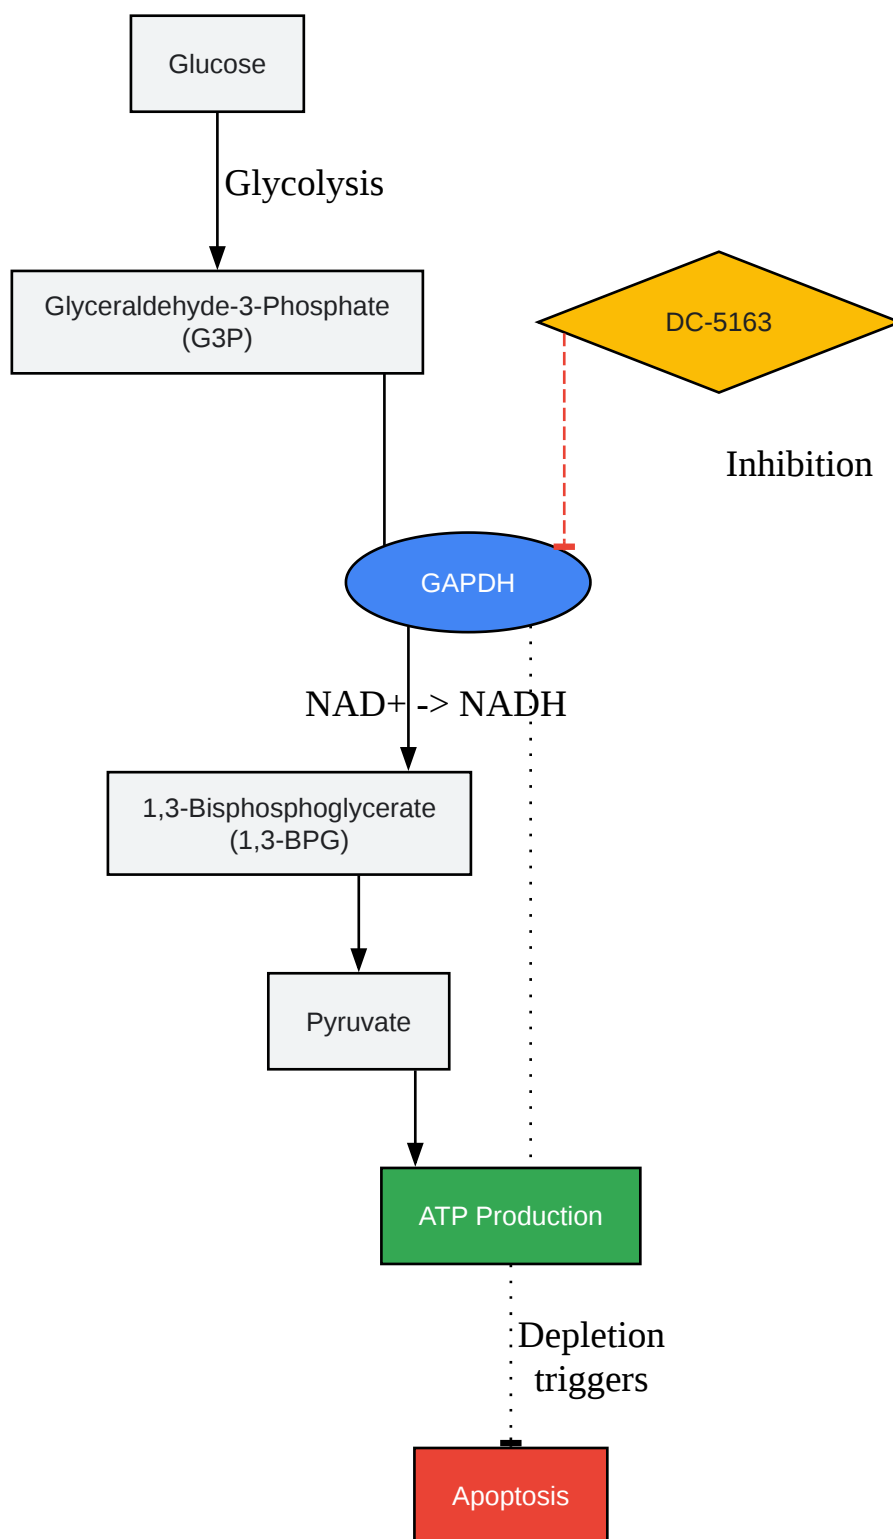 Glucose
Glycolysis
Glyceraldehyde-3-Phosphate
(G3P)
DC-5163
Inhibition
GAPDH
NAD+ -> NADH
1,3-Bisphosphoglycerate
(1,3-BPG)
Pyruvate
ATP Production
Depletion
triggers
Apoptosis